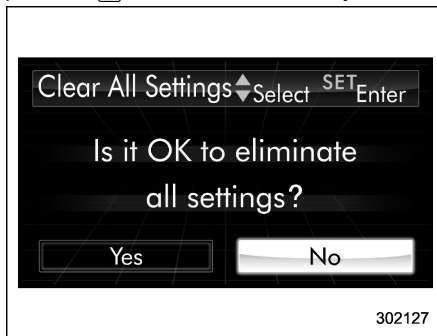 Clear All Settings Select SET Enter
Is it OK to eliminate
all settings?
Yes No
302127